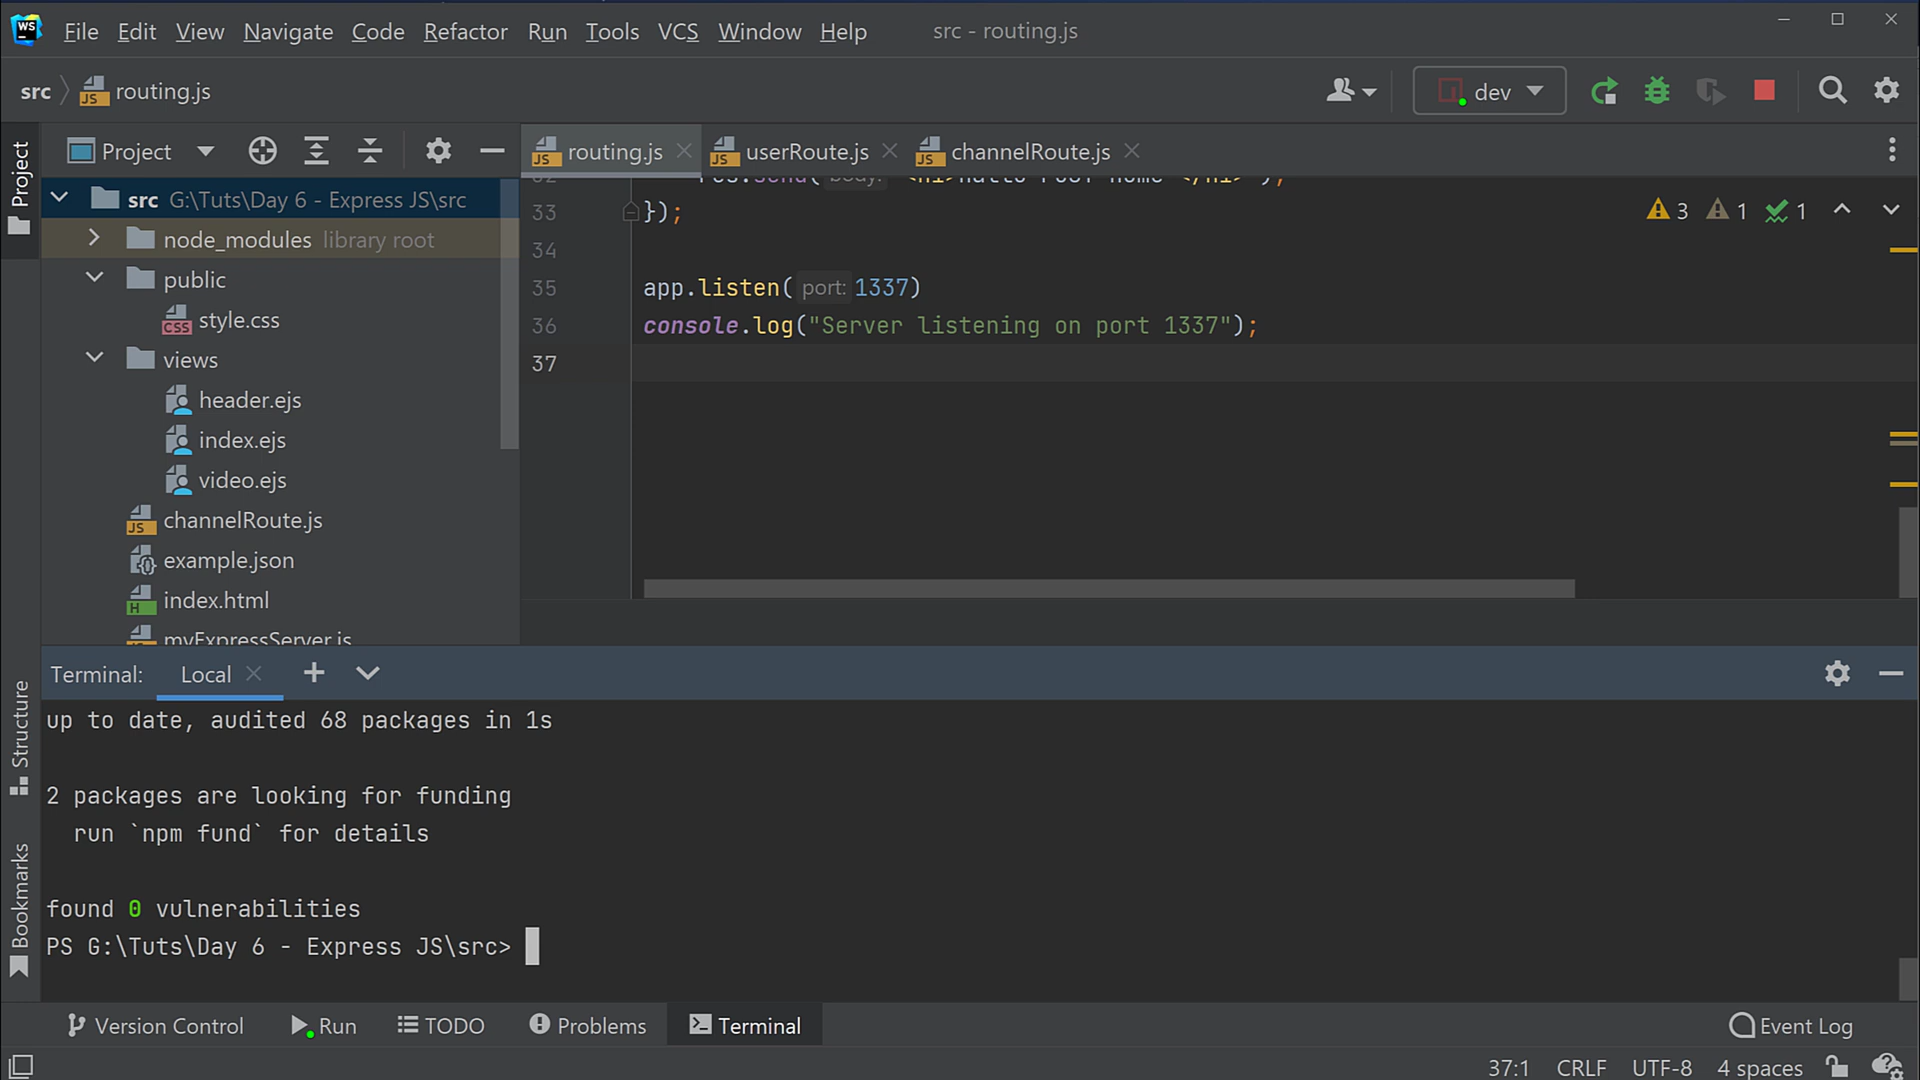 WS File Edit View Navigate Code Refactor Run Tools VCS Window Help src - routing.js
src routing.js dev
Project routing.js userRoute.js channelRoute.js
Project
src G:\Tuts\Day 6 - Express JS\src
node_modules library root
public
style.css
views
header.ejs
index.ejs
video.ejs
channelRoute.js
example.json
index.html
myExpressServer.js
33 });
34
35 app.listen( port: 1337)
36 console.log("Server listening on port 1337");
37
3 1 1
Structure
Bookmarks
Terminal: Local
up to date, audited 68 packages in 1s
2 packages are looking for funding
run `npm fund` for details
found 0 vulnerabilities
PS G:\Tuts\Day 6 - Express JS\src>
Version Control Run TODO Problems Terminal Event Log
37:1 CRLF UTF-8 4 spaces